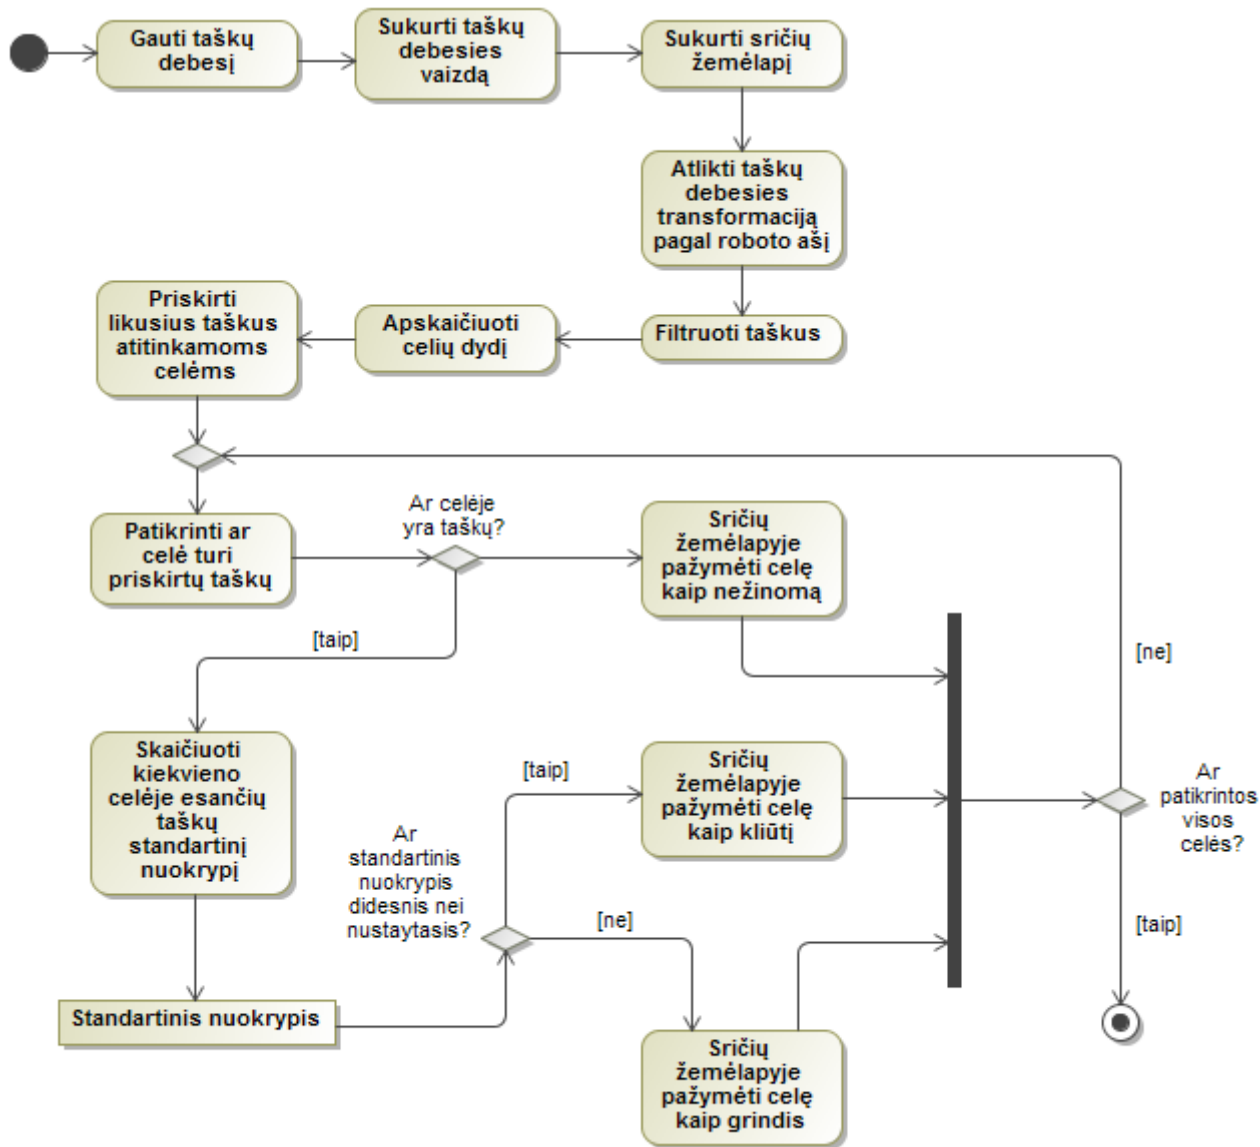 Gauti taškų
debesį
Sukurti taškų
debesies
vaizdą
Sukurti sričių
žemėlapį
Atlikti taškų
debesies
transformaciją
pagal roboto ašį
Filtruoti taškus
Apskaičiuoti
celių dydį
Priskirti
likusius taškus
atitinkamoms
celėms
Patikrinti ar
celė turi
priskirtų taškų
Ar celėje
yra taškų?
Sričių
žemėlapyje
pažymėti celę
kaip nežinomą
[taip]
Skaičiuoti
kiekvieno
celėje esančių
taškų
standartinį
nuokrypį
Standartinis nuokrypis
Ar
standartinis
nuokrypis
didesnis nei
nustaytasis?
[taip]
Sričių
žemėlapyje
pažymėti celę
kaip kliūtį
[ne]
Sričių
žemėlapyje
pažymėti celę
kaip grindis
[ne]
Ar
patikrintos
visos
celės?
[taip]